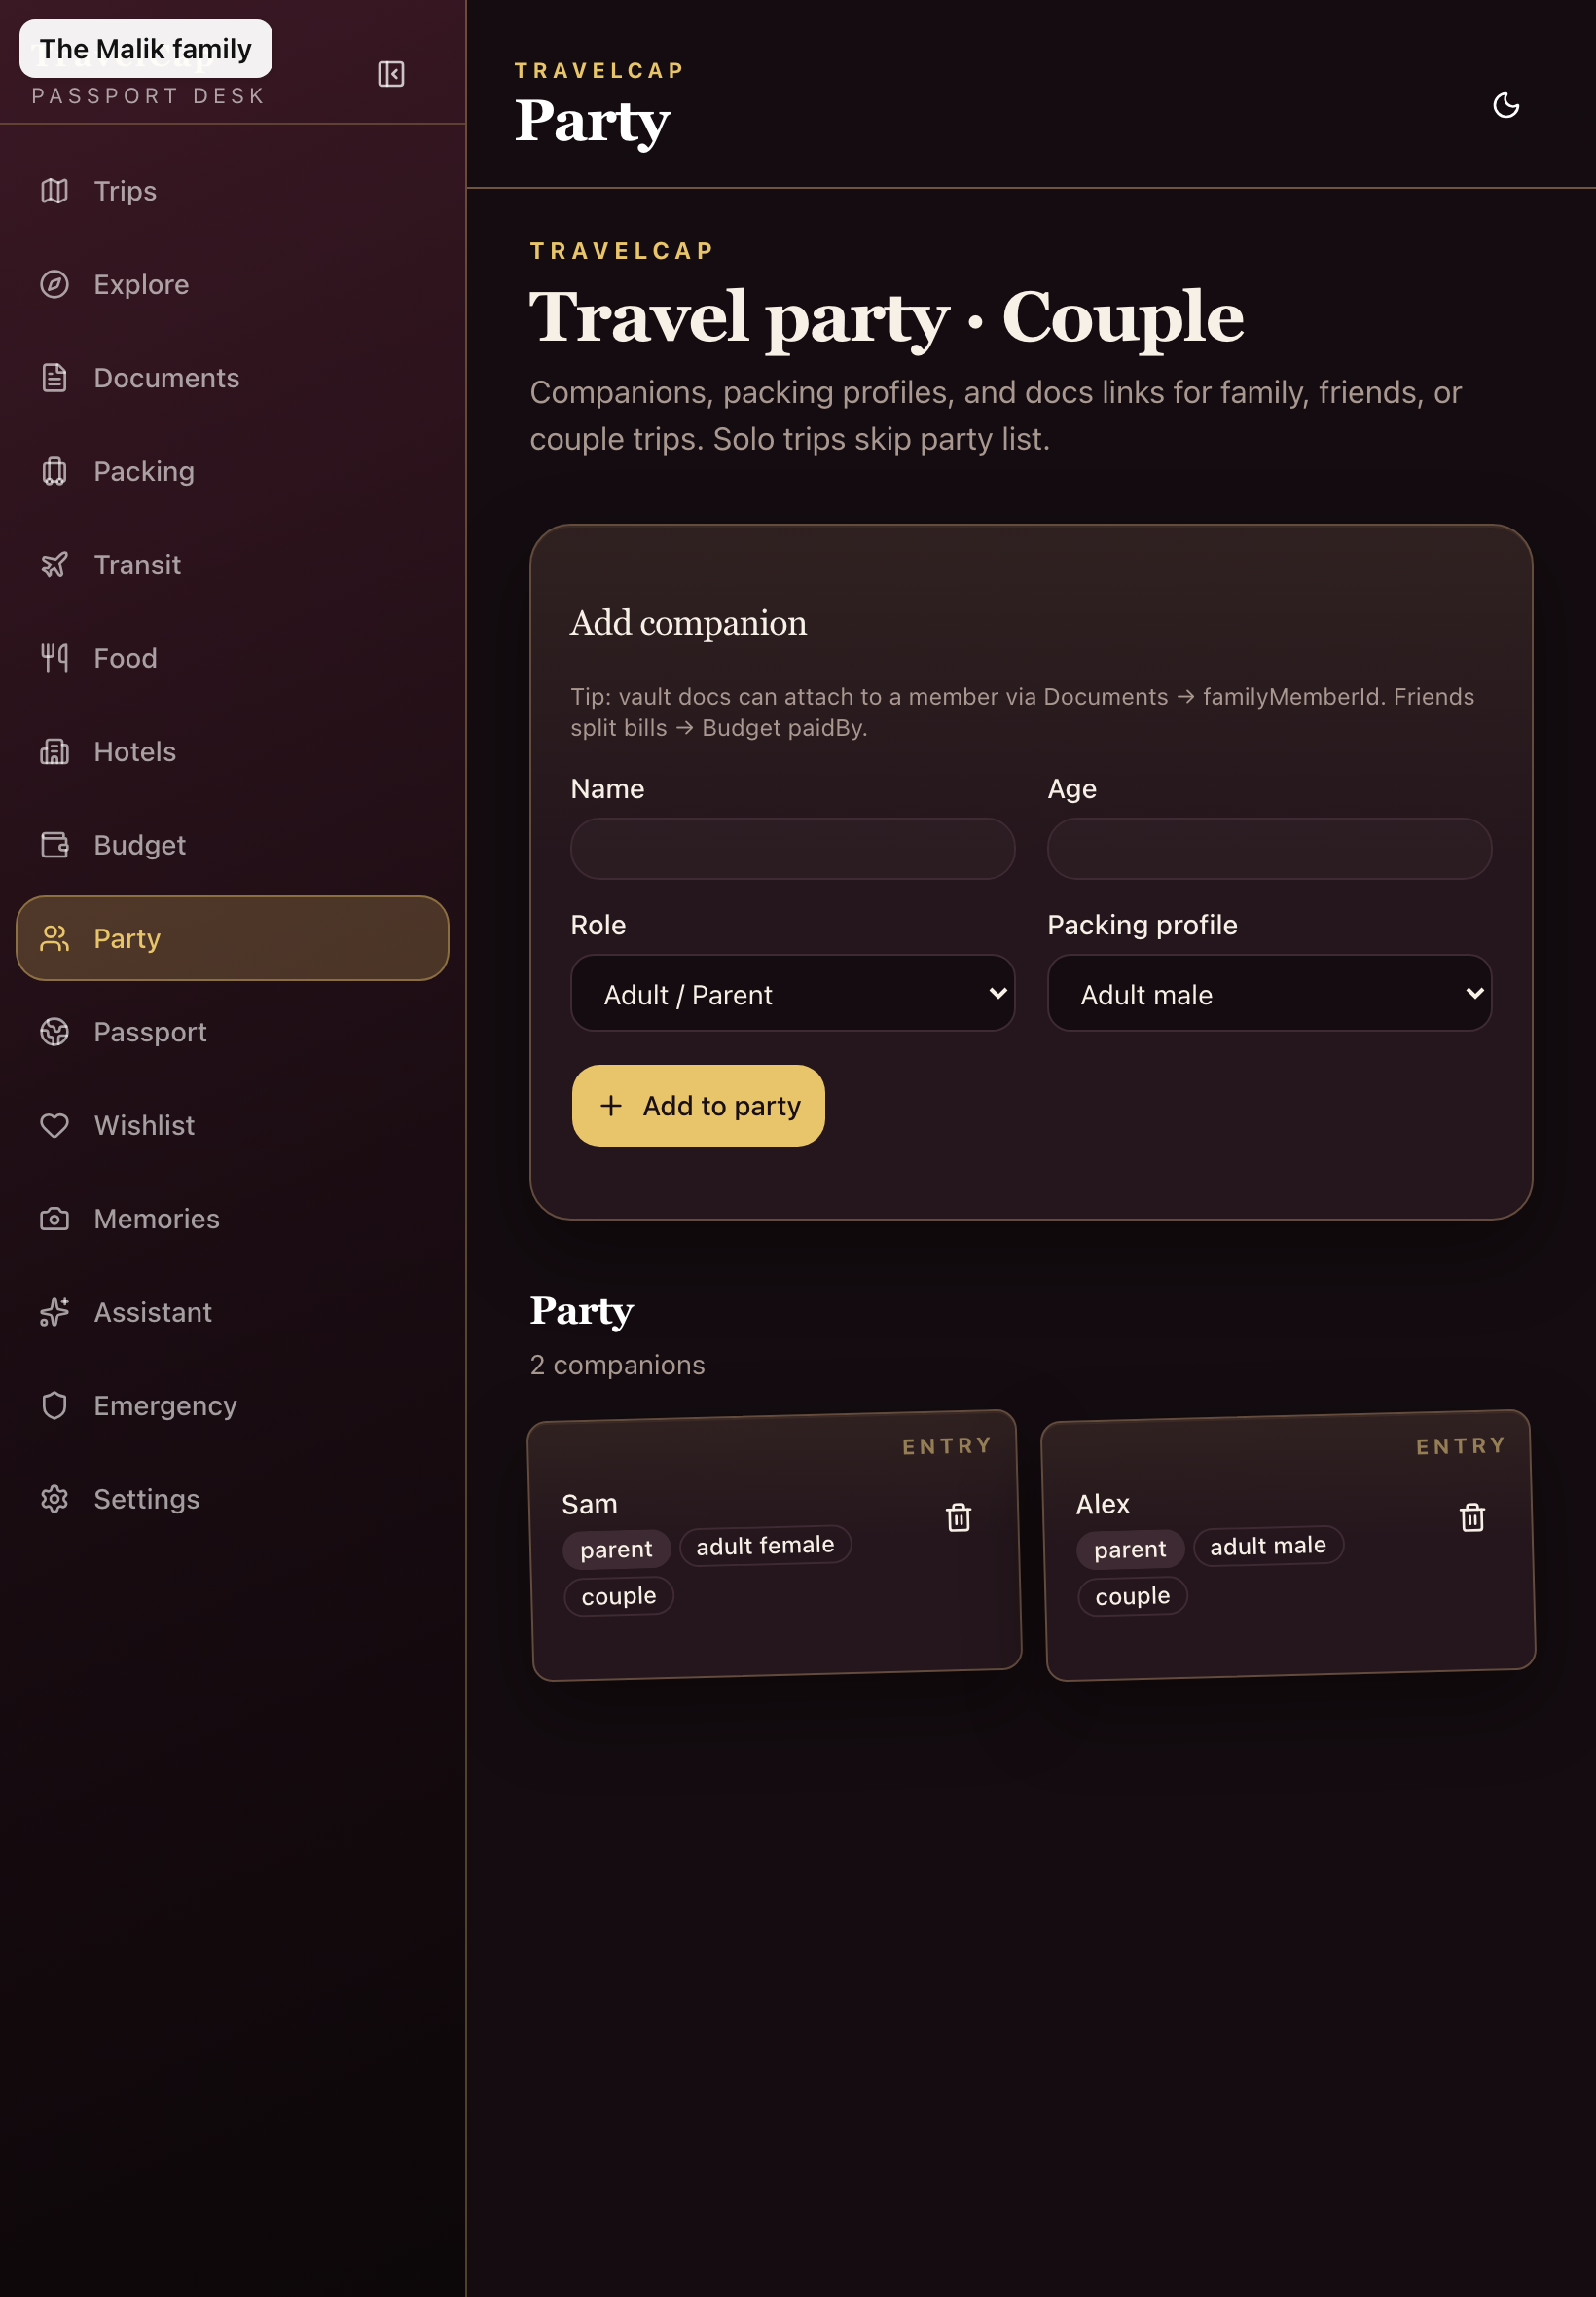 The Malik family
PASSPORT DESK
Trips
Explore
Documents
Packing
Transit
Food
Hotels
Budget
Party
Passport
Wishlist
Memories
Assistant
Emergency
Settings
TRAVELCAP
Party
TRAVELCAP
Travel party · Couple
Companions, packing profiles, and docs links for family, friends, or
couple trips. Solo trips skip party list.
Add companion
Tip: vault docs can attach to a member via Documents → familyMemberId. Friends
split bills → Budget paidBy.
Name
Age
Role
Packing profile
Adult / Parent
Adult male
Add to party
Party
2 companions
ENTRY
Sam
parent adult female
couple
ENTRY
Alex
parent adult male
couple